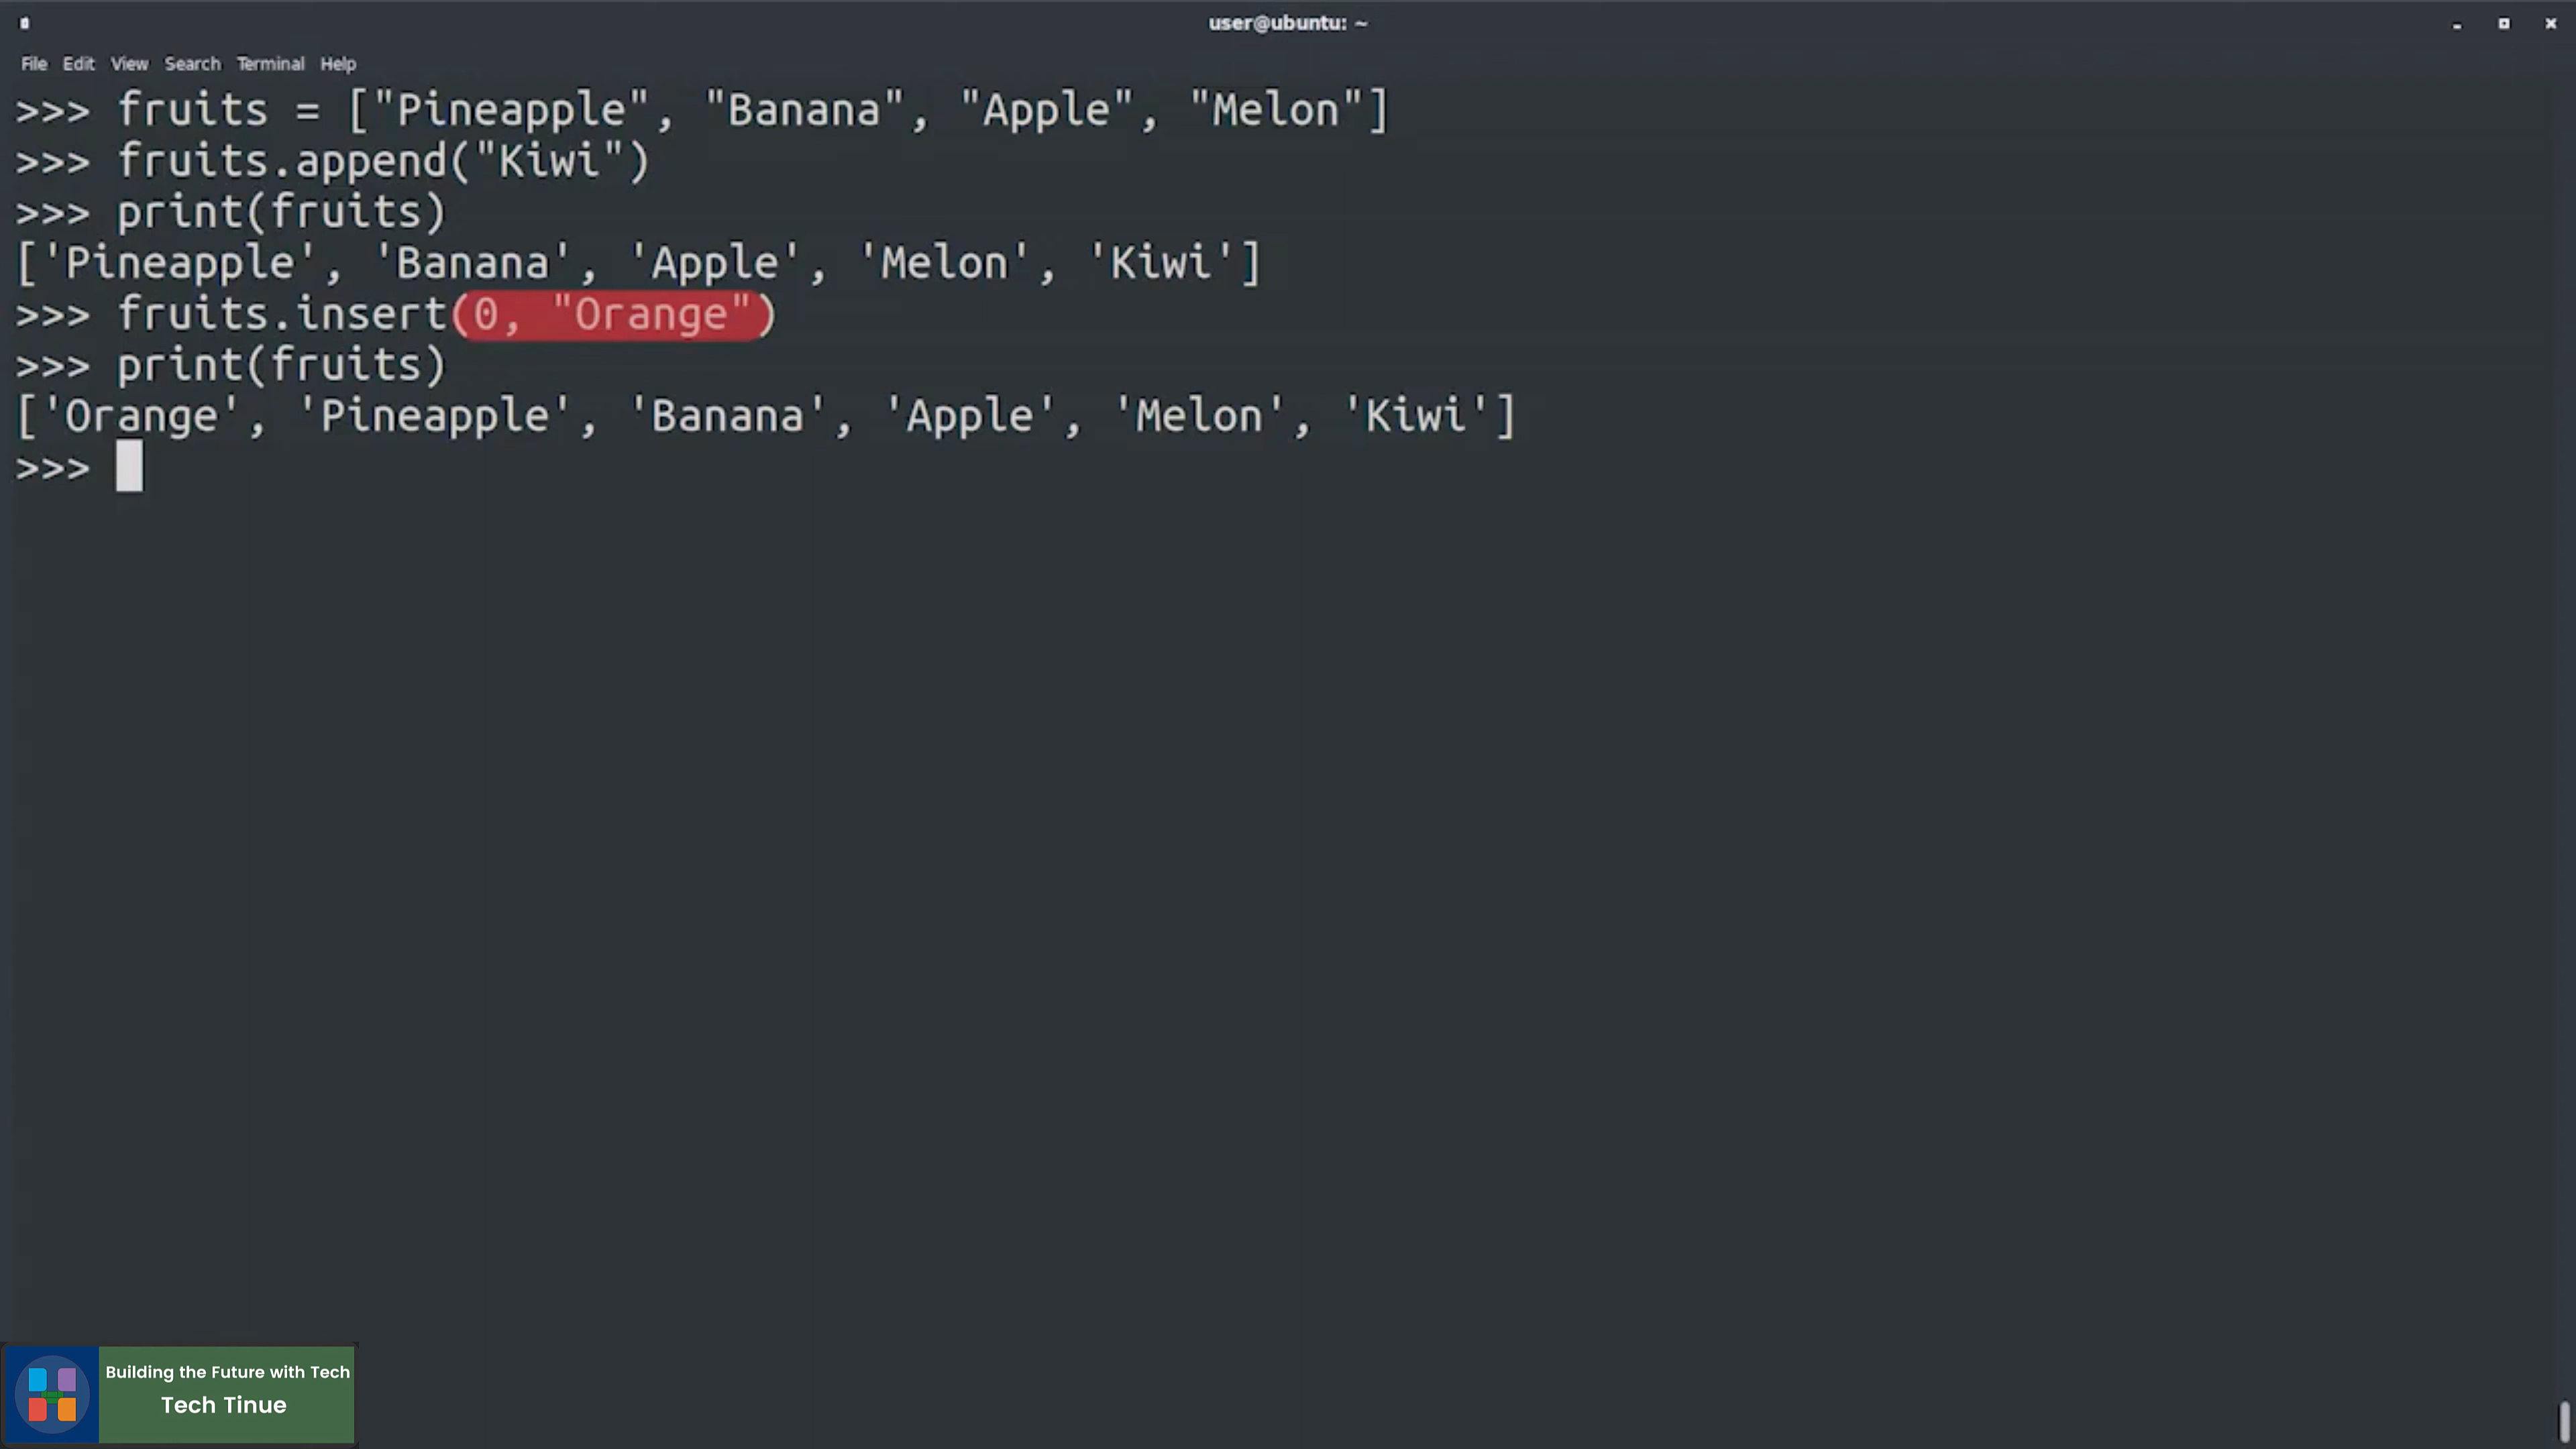 user@ubuntu: ~
File Edit View Search Terminal Help
>>> fruits = ["Pineapple", "Banana", "Apple", "Melon"]
>>> fruits.append("Kiwi")
>>> print(fruits)
['Pineapple', 'Banana', 'Apple', 'Melon', 'Kiwi']
>>> fruits.insert(0, "Orange")
>>> print(fruits)
['Orange', 'Pineapple', 'Banana', 'Apple', 'Melon', 'Kiwi']
>>>
Building the Future with Tech
Tech Tinue